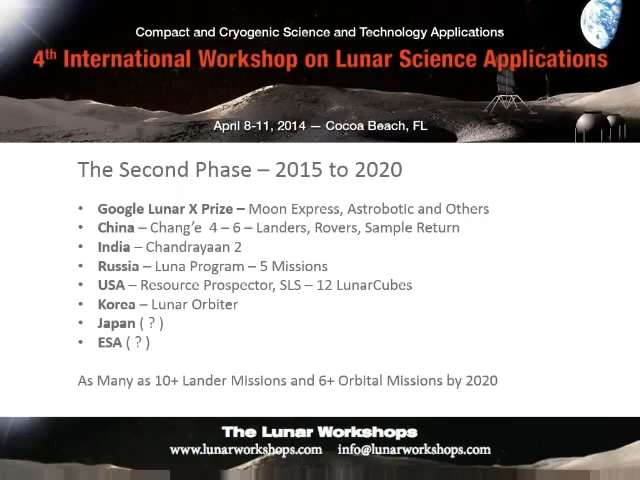 Compact and Cryogenic Science and Technology Applications
4th International Workshop on Lunar Science Applications
April 8-11, 2014 — Cocoa Beach, FL
The Second Phase – 2015 to 2020
• Google Lunar X Prize – Moon Express, Astrobotic and Others
• China – Chang’e 4 – 6 – Landers, Rovers, Sample Return
• India – Chandrayaan 2
• Russia – Luna Program – 5 Missions
• USA – Resource Prospector, SLS – 12 LunarCubes
• Korea – Lunar Orbiter
• Japan ( ? )
• ESA ( ? )
As Many as 10+ Lander Missions and 6+ Orbital Missions by 2020
The Lunar Workshops
www.lunarworkshops.com info@lunarworkshops.com